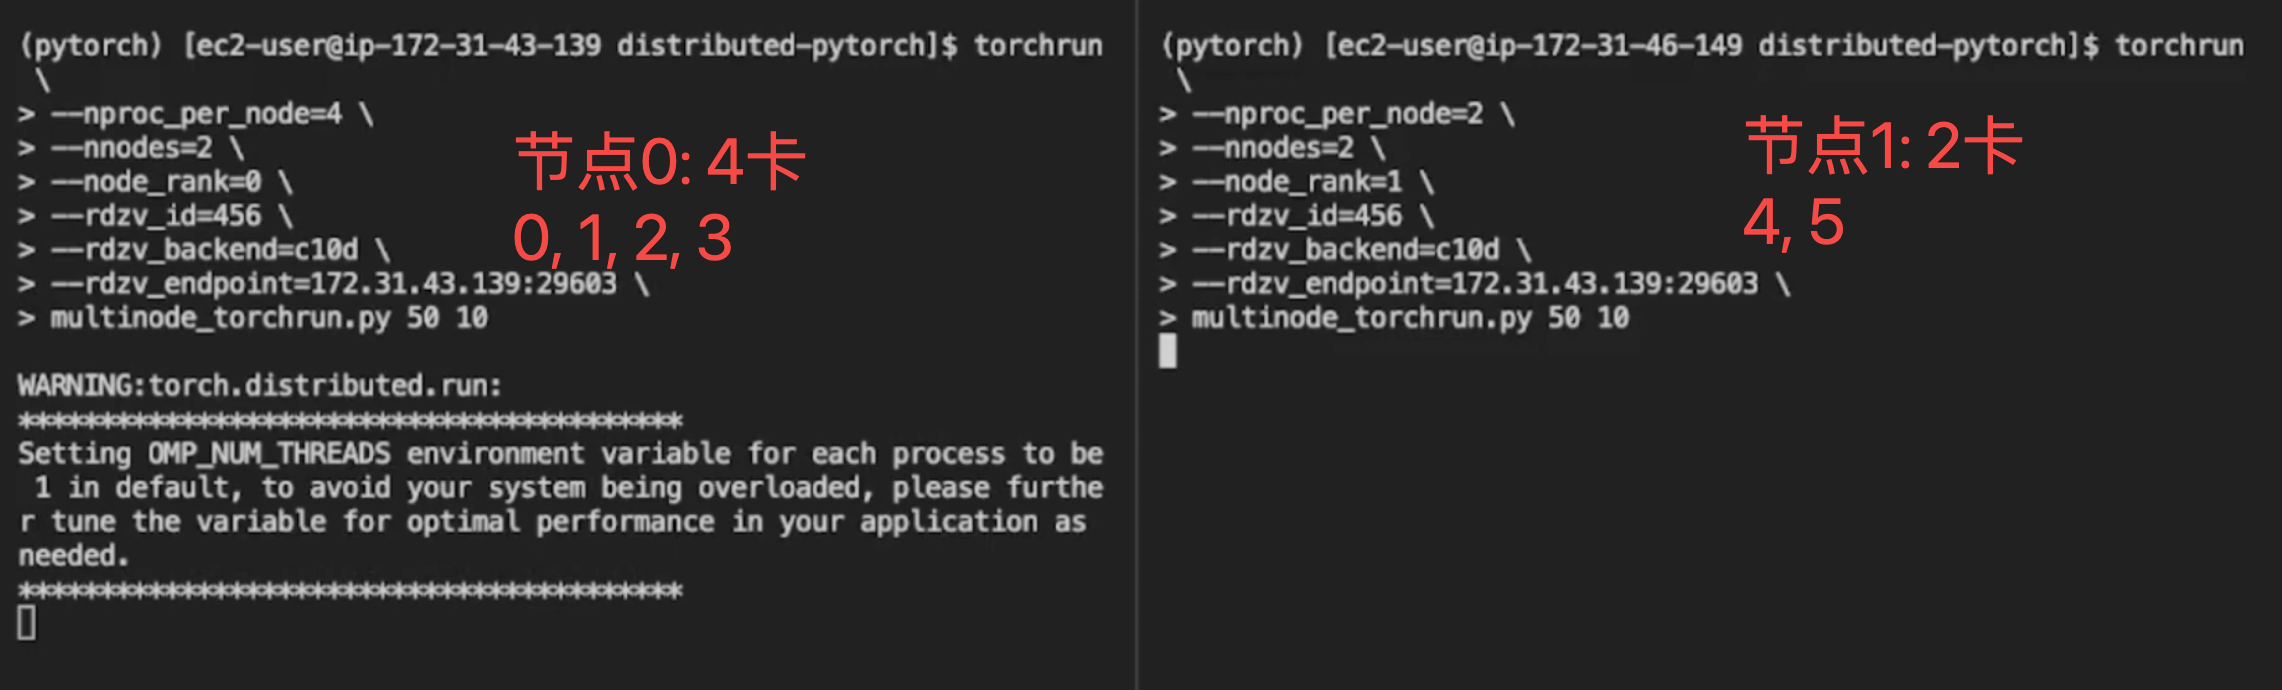 (pytorch) [ec2-user@ip-172-31-43-139 distributed-pytorch]$ torchrun
\
> --nproc_per_node=4 \
> --nnodes=2 \
> --node_rank=0 \
> --rdzv_id=456 \
> --rdzv_backend=c10d \
> --rdzv_endpoint=172.31.43.139:29603 \
> multinode_torchrun.py 50 10
节点0: 4卡
0, 1, 2, 3
WARNING:torch.distributed.run:
*****************************************
Setting OMP_NUM_THREADS environment variable for each process to be
1 in default, to avoid your system being overloaded, please furthe
r tune the variable for optimal performance in your application as
needed.
*****************************************
(pytorch) [ec2-user@ip-172-31-46-149 distributed-pytorch]$ torchrun
\
> --nproc_per_node=2 \
> --nnodes=2 \
> --node_rank=1 \
> --rdzv_id=456 \
> --rdzv_backend=c10d \
> --rdzv_endpoint=172.31.43.139:29603 \
> multinode_torchrun.py 50 10
节点1: 2卡
4, 5